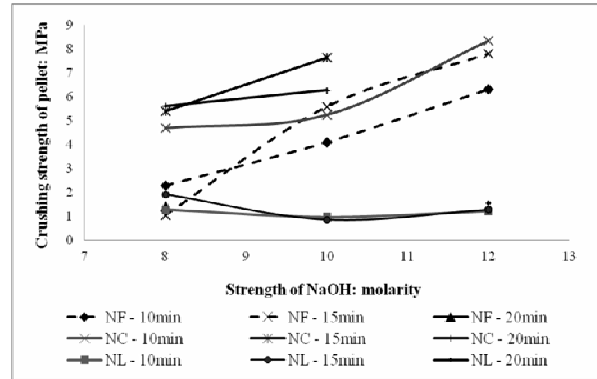 Crushing strength of pellet: MPa
9
8
7
6
5
4
3
2
1
0
7 8 9 10 11 12 13
Strength of NaOH: molarity
NF - 10min NF - 15min NF - 20min
NC - 10min NC - 15min NC - 20min
NL - 10min NL - 15min NL - 20min